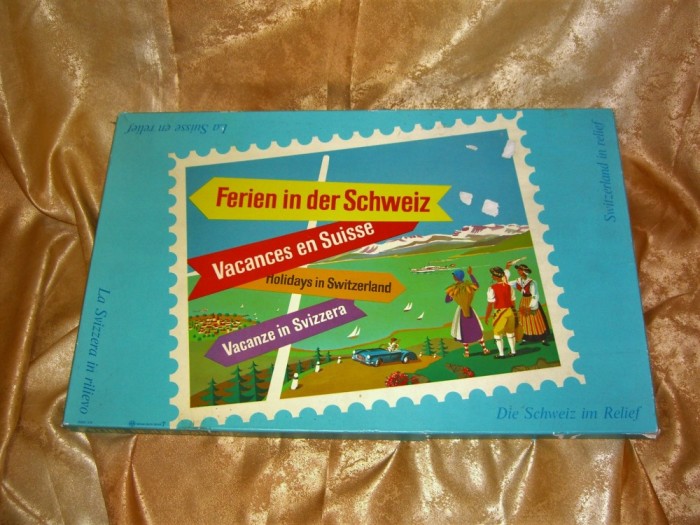 La Suisse en relief
Switzerland in relief
Ferien in der Schweiz
Vacances en Suisse
Holidays in Switzerland
Vacanze in Svizzera
La Svizzera in rilievo
Die Schweiz im Relief